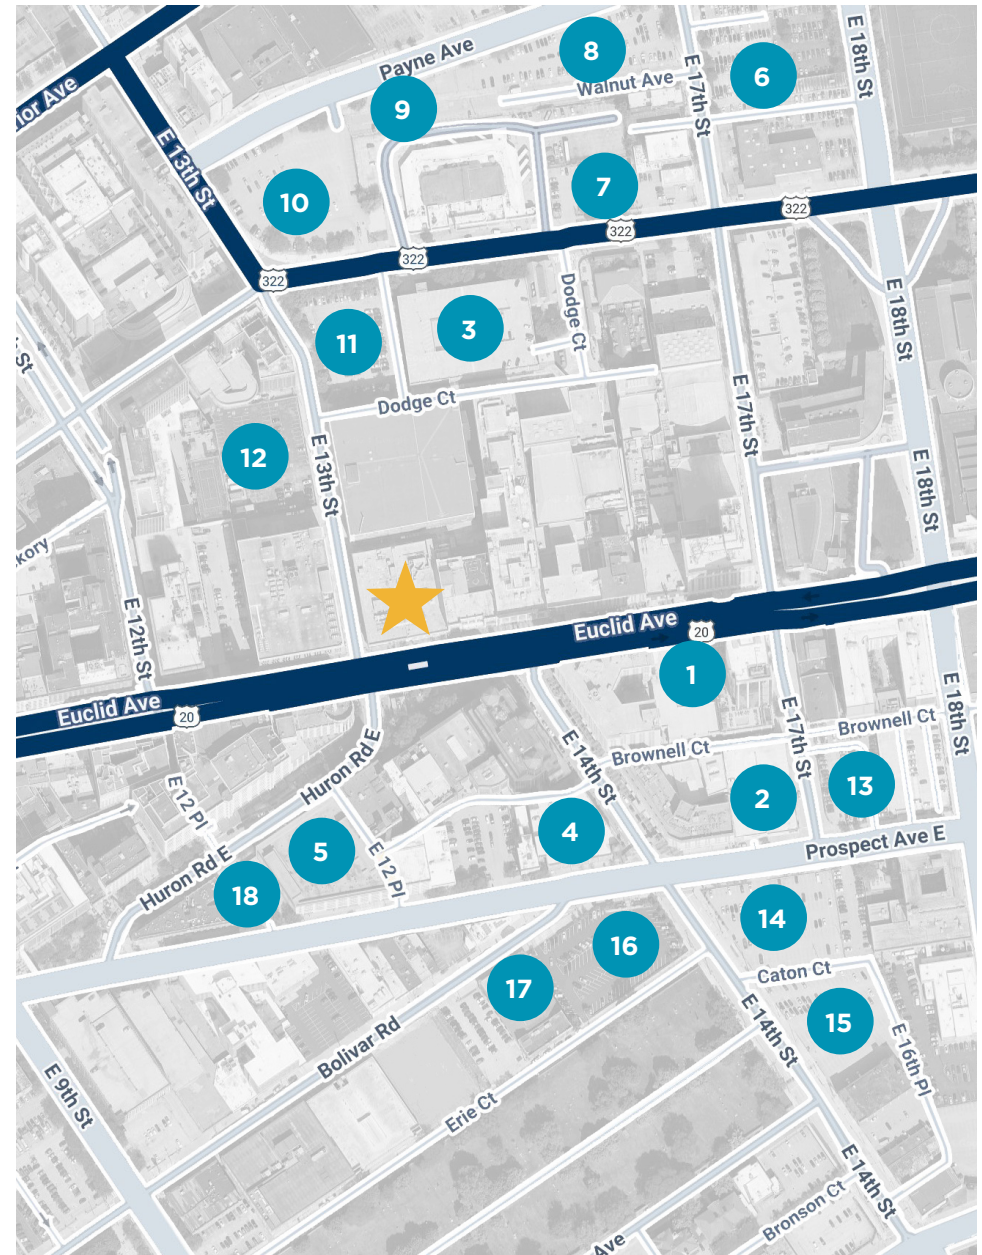 8
Payne Ave
6
E 18th St
Walnut Ave
E 17th St
ior Ave
9
E 13th St
7
10
322
322
322
322
Dodge Ct
E 18th St
3
11
Dodge Ct
E 17th St
St
12
E 13th St
E 18th St
kory
Euclid Ave
20
E 12th St
1
Euclid Ave
20
E 18th St
Brownell Ct
E 17th St
Brownell Ct
Huron Rd E
E 14th St
E 12 Pl
2
13
4
Prospect Ave E
5
E 12 Pl
Huron Rd E
18
14
16
Caton Ct
17
15
E 14th St
E 16th Pl
Bolivar Rd
E 9th St
Erie Ct
E 14th St
Bronson Ct
Ave